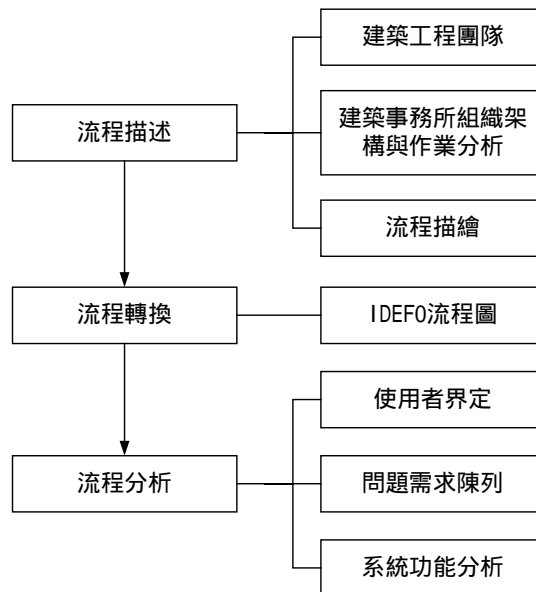 建築工程團隊
流程描述
建築事務所組織架
構與作業分析
流程描繪
流程轉換
IDEF0流程圖
使用者界定
流程分析
問題需求陳列
系統功能分析